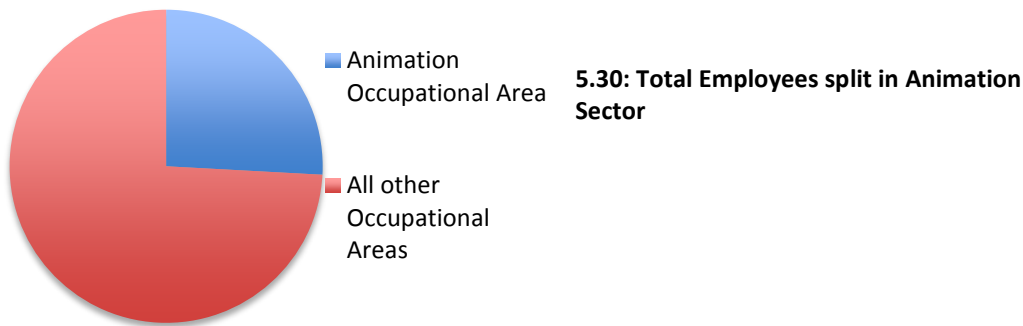 Animation
Occupational Area
All other
Occupational
Areas
5.30: Total Employees split in Animation
Sector